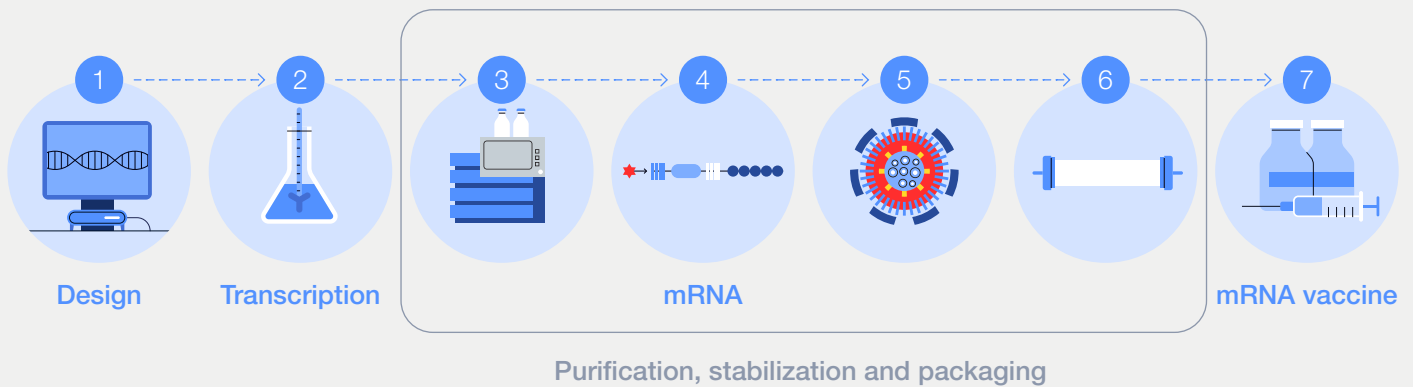 1 2 3 4 5 6 7
Design Transcription mRNA mRNA vaccine
Purification, stabilization and packaging